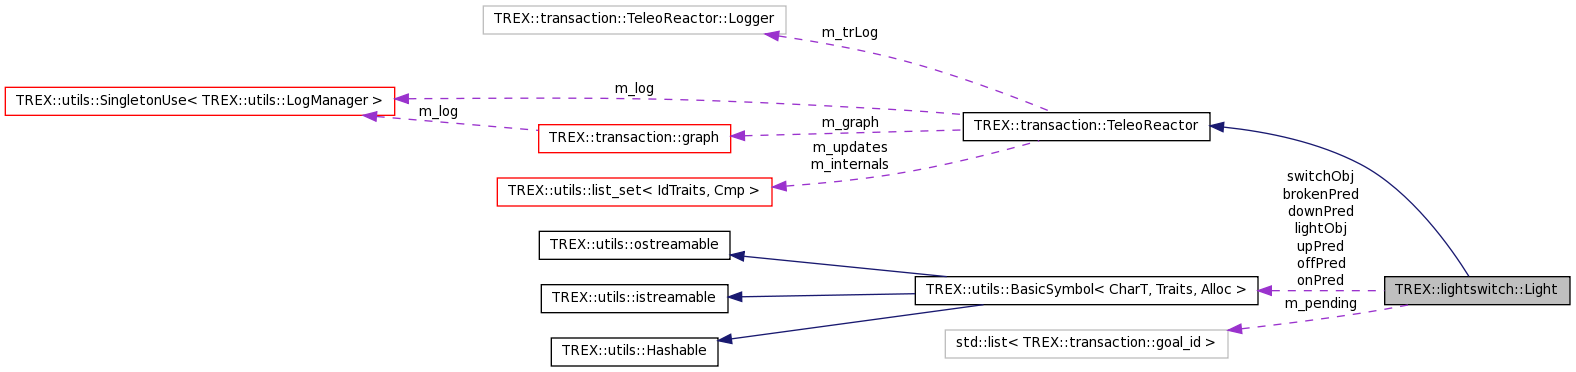 TREX::transaction::TeleoReactor::Logger
m_trLog
TREX::utils::SingletonUse< TREX::utils::LogManager >
m_log
m_log
TREX::transaction::graph
m_graph
TREX::transaction::TeleoReactor
m_updates
m_internals
TREX::utils::list_set< IdTraits, Cmp >
switchObj
brokenPred
downPred
lightObj
upPred
offPred
onPred
TREX::utils::ostreamable
TREX::utils::istreamable
TREX::utils::BasicSymbol< CharT, Traits, Alloc >
TREX::lightswitch::Light
m_pending
TREX::utils::Hashable
std::list< TREX::transaction::goal_id >